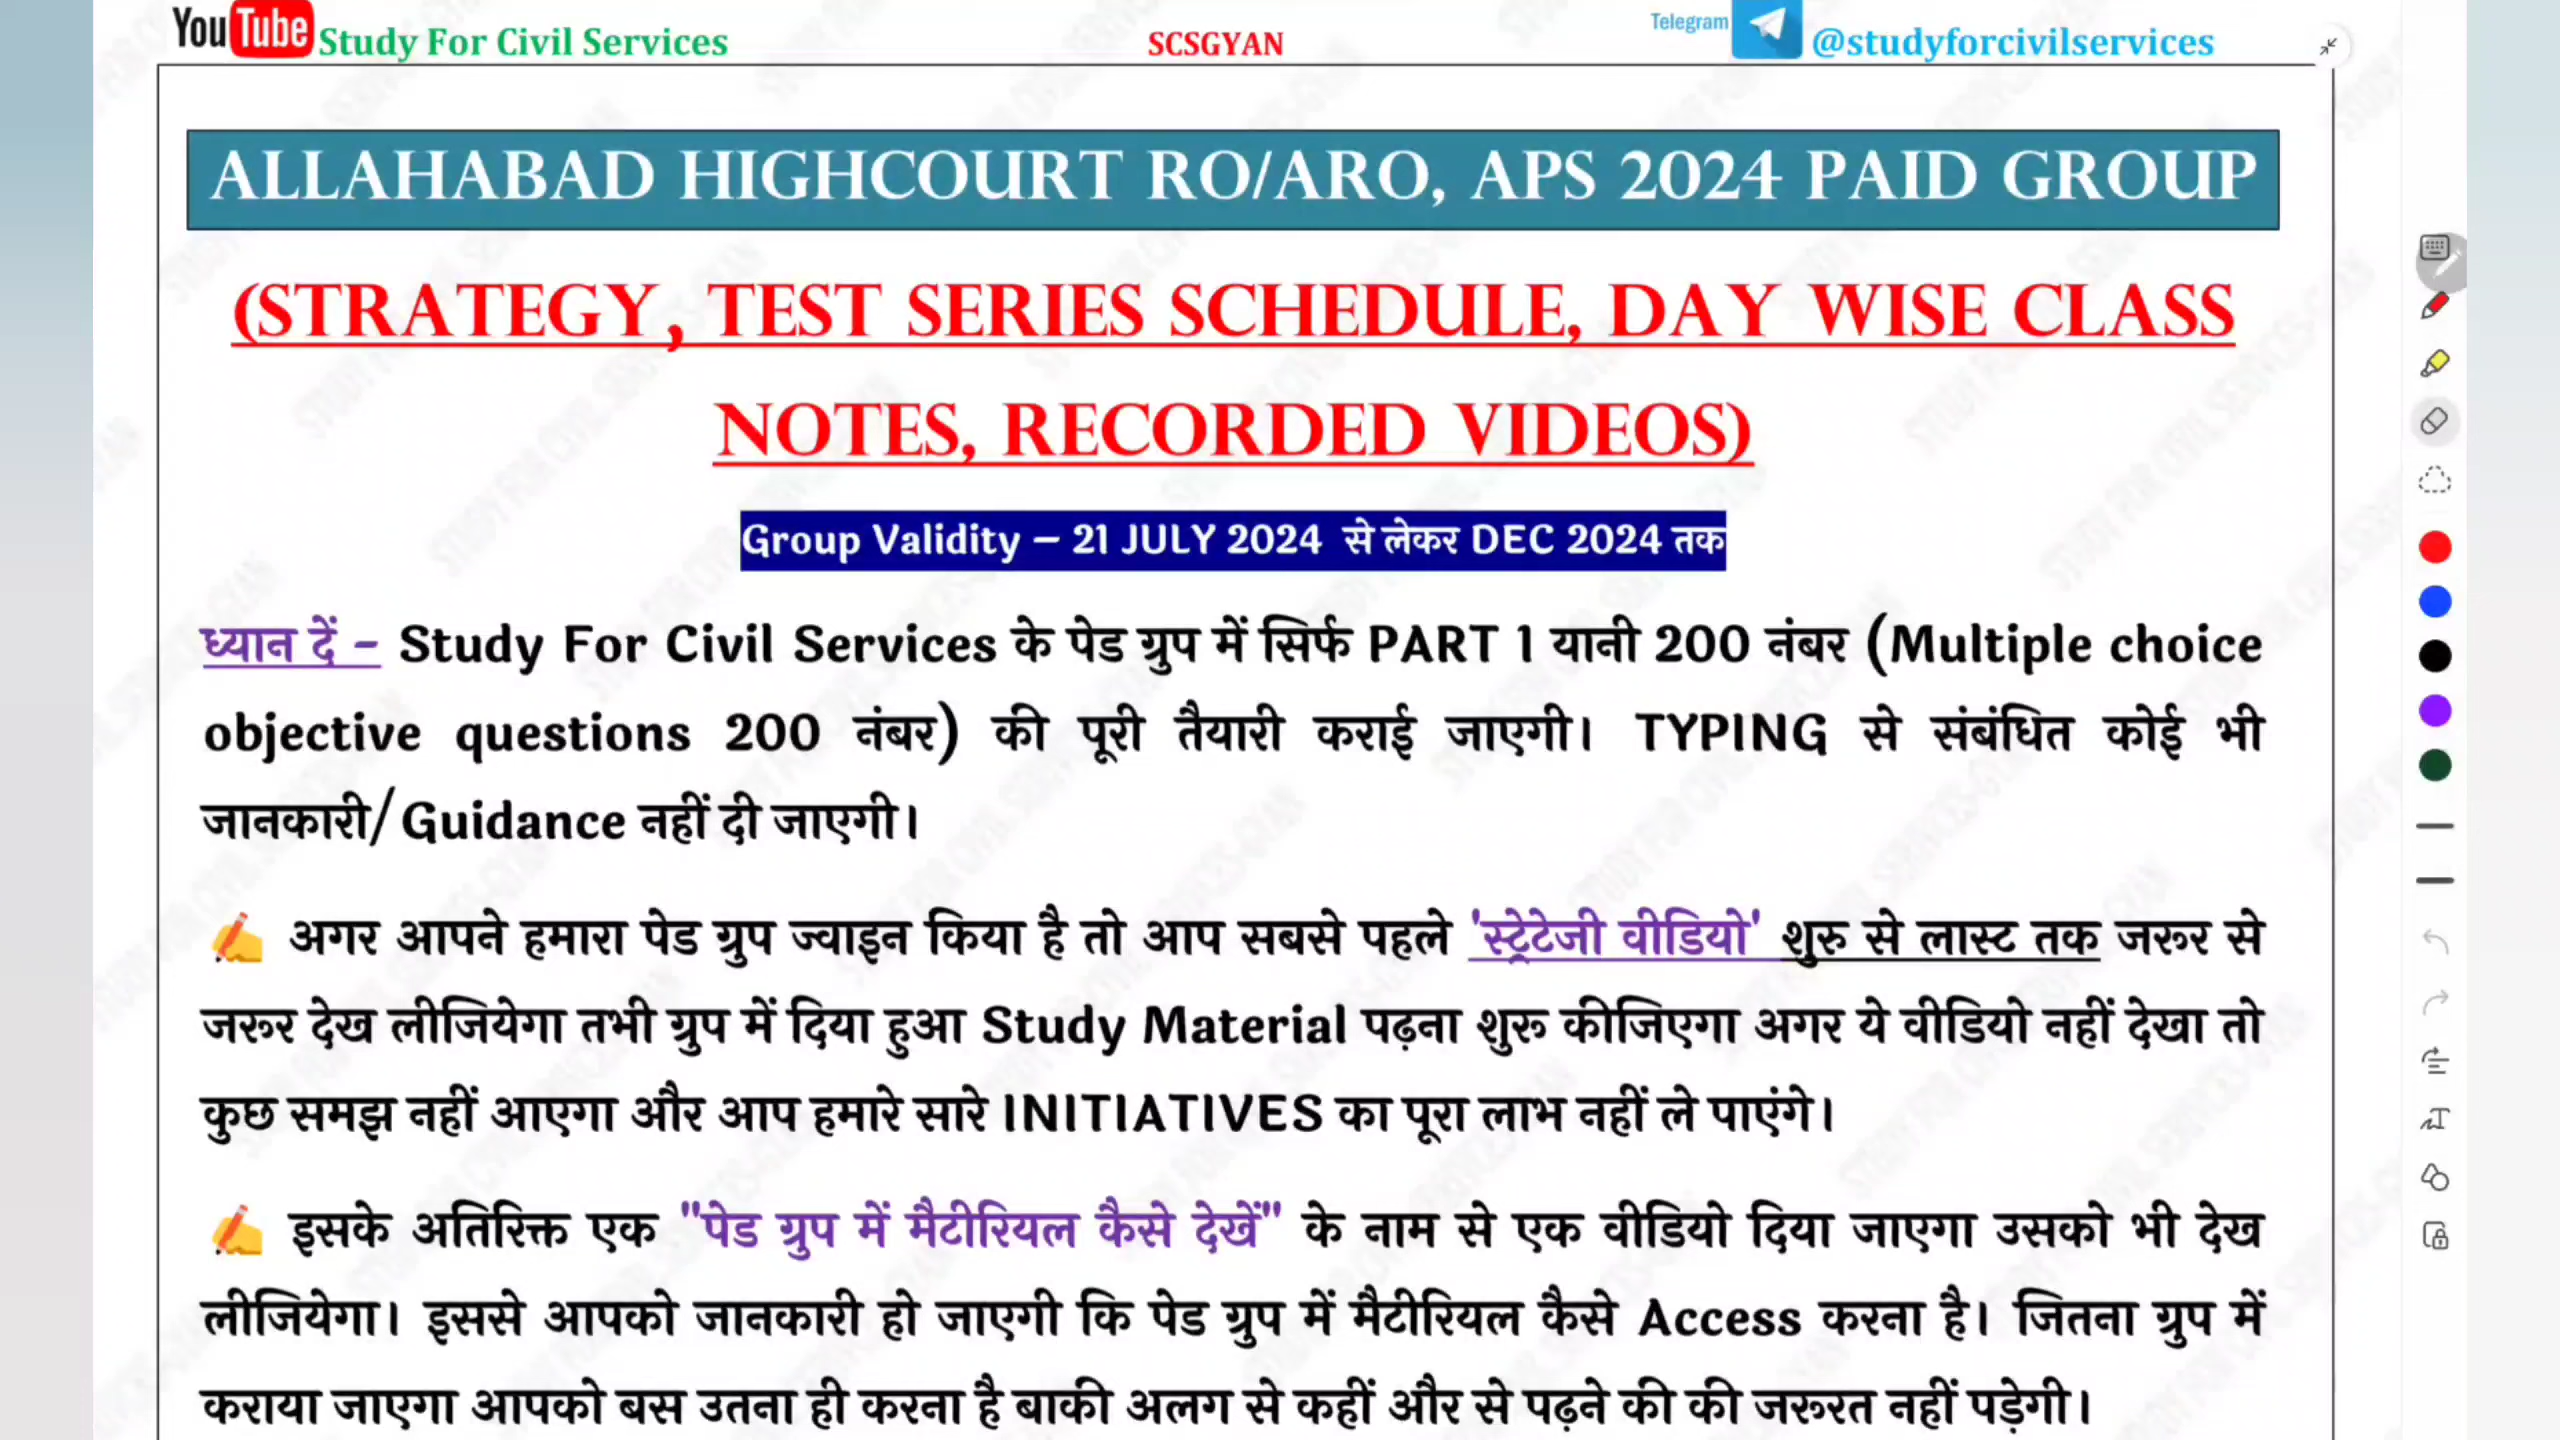 YouTube Study For Civil Services SCSGYAN Telegram @studyforcivilservices
ALLAHABAD HIGHCOURT RO/ARO, APS 2024 PAID GROUP
(STRATEGY, TEST SERIES SCHEDULE, DAY WISE CLASS
NOTES, RECORDED VIDEOS)
Group Validity – 21 JULY 2024 से लेकर DEC 2024 तक
ध्यान दें – Study For Civil Services के पेड ग्रुप में सिर्फ PART 1 यानी 200 नंबर (Multiple choice
objective questions 200 नंबर) की पूरी तैयारी कराई जाएगी। TYPING से संबंधित कोई भी
जानकारी/Guidance नहीं दी जाएगी।
✍ अगर आपने हमारा पेड ग्रुप ज्वाइन किया है तो आप सबसे पहले 'स्ट्रेटेजी वीडियो' शुरु से लास्ट तक जरूर से
जरूर देख लीजियेगा तभी ग्रुप में दिया हुआ Study Material पढ़ना शुरू कीजिएगा अगर ये वीडियो नहीं देखा तो
कुछ समझ नहीं आएगा और आप हमारे सारे INITIATIVES का पूरा लाभ नहीं ले पाएंगे।
✍ इसके अतिरिक्त एक "पेड ग्रुप में मैटीरियल कैसे देखें" के नाम से एक वीडियो दिया जाएगा उसको भी देख
लीजियेगा। इससे आपको जानकारी हो जाएगी कि पेड ग्रुप में मैटीरियल कैसे Access करना है। जितना ग्रुप में
कराया जाएगा आपको बस उतना ही करना है बाकी अलग से कहीं और से पढ़ने की की जरूरत नहीं पड़ेगी।